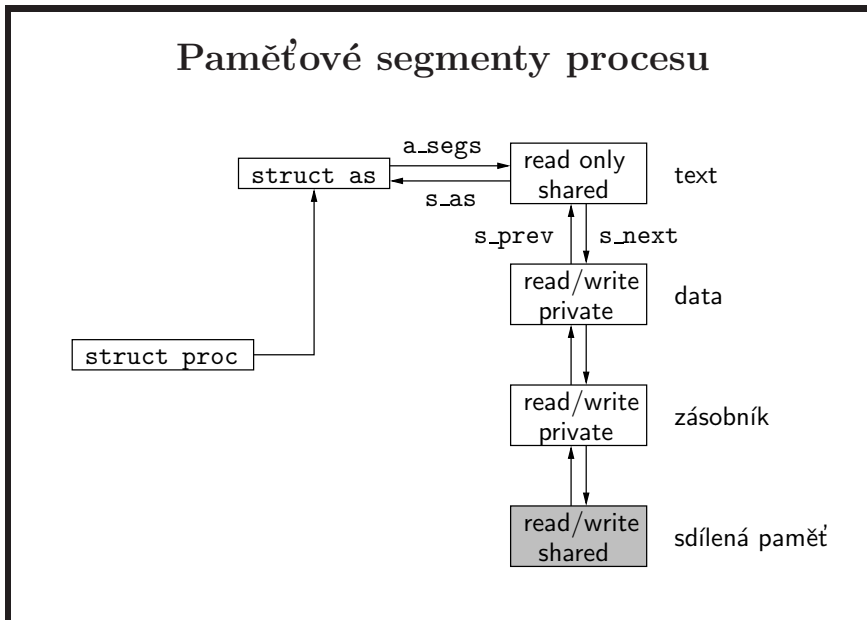 Paměťové segmenty procesu
a_segs
struct as
s_as
read only
shared
text
s_prev
s_next
read/write
private
data
struct proc
read/write
private
zásobník
read/write
shared
sdílená paměť